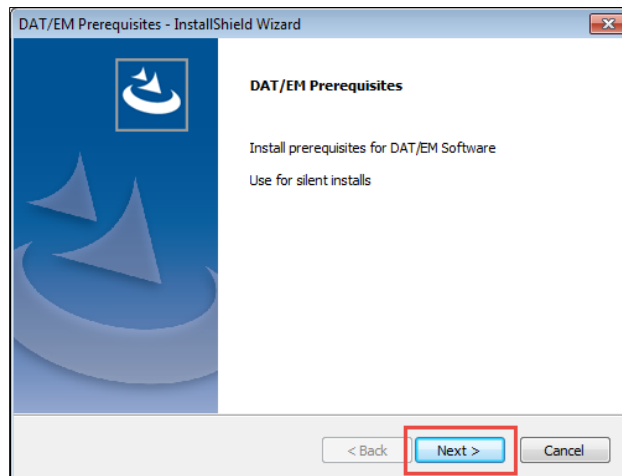 DAT/EM Prerequisites - InstallShield Wizard
DAT/EM Prerequisites
Install prerequisites for DAT/EM Software
Use for silent installs
< Back Next > Cancel